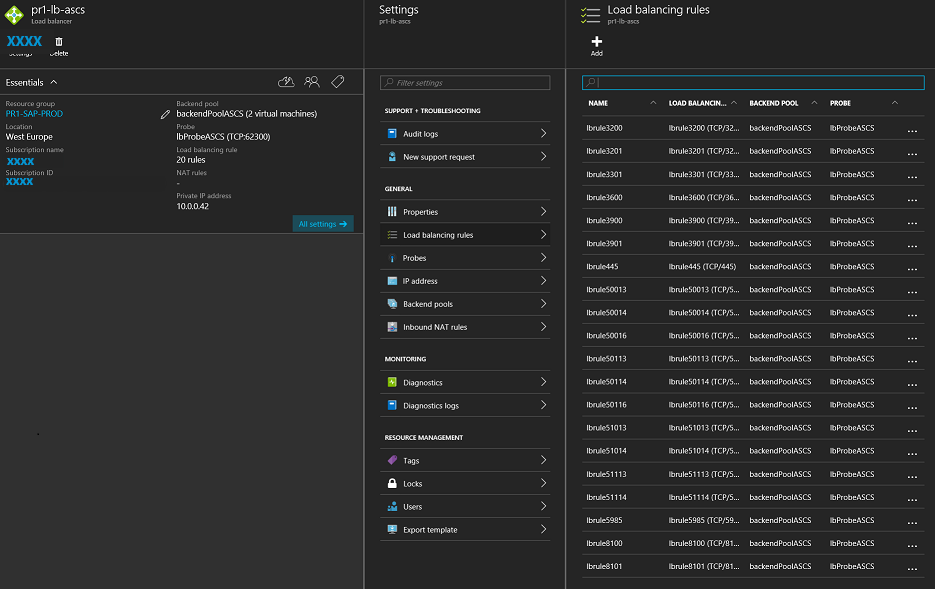 pr1-lb-ascs
Load balancer
XXXX
Settings
Delete
Essentials
Resource group
PR1-SAP-PROD
Location
West Europe
Subscription name
XXXX
Subscription ID
XXXX
Backend pool
backendPoolASCS (2 virtual machines)
Probe
lbProbeASCS (TCP:62300)
Load balancing rule
20 rules
NAT rules
-
Private IP address
10.0.0.42
All settings →
Settings
pr1-lb-ascs
Filter settings
SUPPORT + TROUBLESHOOTING
Audit logs
New support request
GENERAL
Properties
Load balancing rules
Probes
IP address
Backend pools
Inbound NAT rules
MONITORING
Diagnostics
Diagnostics logs
RESOURCE MANAGEMENT
Tags
Locks
Users
Export template
Load balancing rules
pr1-lb-ascs
Add
NAME LOAD BALANCIN... BACKEND POOL PROBE
lbrule3200 lbrule3200 (TCP/32... backendPoolASCS lbProbeASCS ...
lbrule3201 lbrule3201 (TCP/32... backendPoolASCS lbProbeASCS ...
lbrule3301 lbrule3301 (TCP/33... backendPoolASCS lbProbeASCS ...
lbrule3600 lbrule3600 (TCP/36... backendPoolASCS lbProbeASCS ...
lbrule3900 lbrule3900 (TCP/39... backendPoolASCS lbProbeASCS ...
lbrule3901 lbrule3901 (TCP/39... backendPoolASCS lbProbeASCS ...
lbrule445 lbrule445 (TCP/445) backendPoolASCS lbProbeASCS ...
lbrule50013 lbrule50013 (TCP/5... backendPoolASCS lbProbeASCS ...
lbrule50014 lbrule50014 (TCP/5... backendPoolASCS lbProbeASCS ...
lbrule50016 lbrule50016 (TCP/5... backendPoolASCS lbProbeASCS ...
lbrule50113 lbrule50113 (TCP/5... backendPoolASCS lbProbeASCS ...
lbrule50114 lbrule50114 (TCP/5... backendPoolASCS lbProbeASCS ...
lbrule50116 lbrule50116 (TCP/5... backendPoolASCS lbProbeASCS ...
lbrule51013 lbrule51013 (TCP/5... backendPoolASCS lbProbeASCS ...
lbrule51014 lbrule51014 (TCP/5... backendPoolASCS lbProbeASCS ...
lbrule51113 lbrule51113 (TCP/5... backendPoolASCS lbProbeASCS ...
lbrule51114 lbrule51114 (TCP/5... backendPoolASCS lbProbeASCS ...
lbrule5985 lbrule5985 (TCP/59... backendPoolASCS lbProbeASCS ...
lbrule8100 lbrule8100 (TCP/81... backendPoolASCS lbProbeASCS ...
lbrule8101 lbrule8101 (TCP/81... backendPoolASCS lbProbeASCS ...